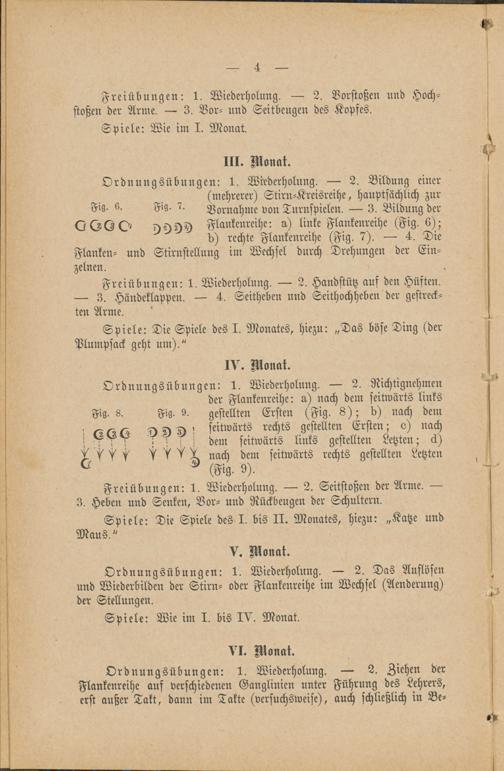 — 4 —
Freiübungen: 1. Wiederholung. — 2. Vorstoßen und Hoch-
stoßen der Arme. — 3. Vor- und Seitbeugen des Kopfes.
Spiele: Wie im I. Monat.
III. Monat.
Ordnungsübungen: 1. Wiederholung. — 2. Bildung einer
(mehrerer) Stirn-Kreisreihe, hauptsächlich zur
Fig. 6. Fig. 7.
Vornahme von Turnspielen. — 3. Bildung der
Flankenreihe: a) linke Flankenreihe (Fig. 6);
b) rechte Flankenreihe (Fig. 7). — 4. Die
Flanken- und Stirnstellung im Wechsel durch Drehungen der Ein-
zelnen.
Freiübungen: 1. Wiederholung. — 2. Handstütz auf den Hüften.
— 3. Händeklappen. — 4. Seitheben und Seithochheben der gestreck-
ten Arme.
Spiele: Die Spiele des I. Monates, hiezu: „Das böse Ding (der
Plumpsack geht um).“
IV. Monat.
Ordnungsübungen: 1. Wiederholung. — 2. Richtignehmen
der Flankenreihe: a) nach dem seitwärts links
Fig. 8. Fig. 9.
gestellten Ersten (Fig. 8); b) nach dem
seitwärts rechts gestellten Ersten; c) nach
dem seitwärts links gestellten Letzten; d)
nach dem seitwärts rechts gestellten Letzten
(Fig. 9).
Freiübungen: 1. Wiederholung. — 2. Seitstoßen der Arme. —
3. Heben und Senken, Vor- und Rückbeugen der Schultern.
Spiele: Die Spiele des I. bis II. Monates, hiezu: „Katze und
Maus.“
V. Monat.
Ordnungsübungen: 1. Wiederholung. — 2. Das Auflösen
und Wiederbilden der Stirn- oder Flankenreihe im Wechsel (Aenderung)
der Stellungen.
Spiele: Wie im I. bis IV. Monat.
VI. Monat.
Ordnungsübungen: 1. Wiederholung. — 2. Ziehen der
Flankenreihe auf verschiedenen Ganglinien unter Führung des Lehrers,
erst außer Takt, dann im Takte (versuchsweise), auch schließlich in Be-